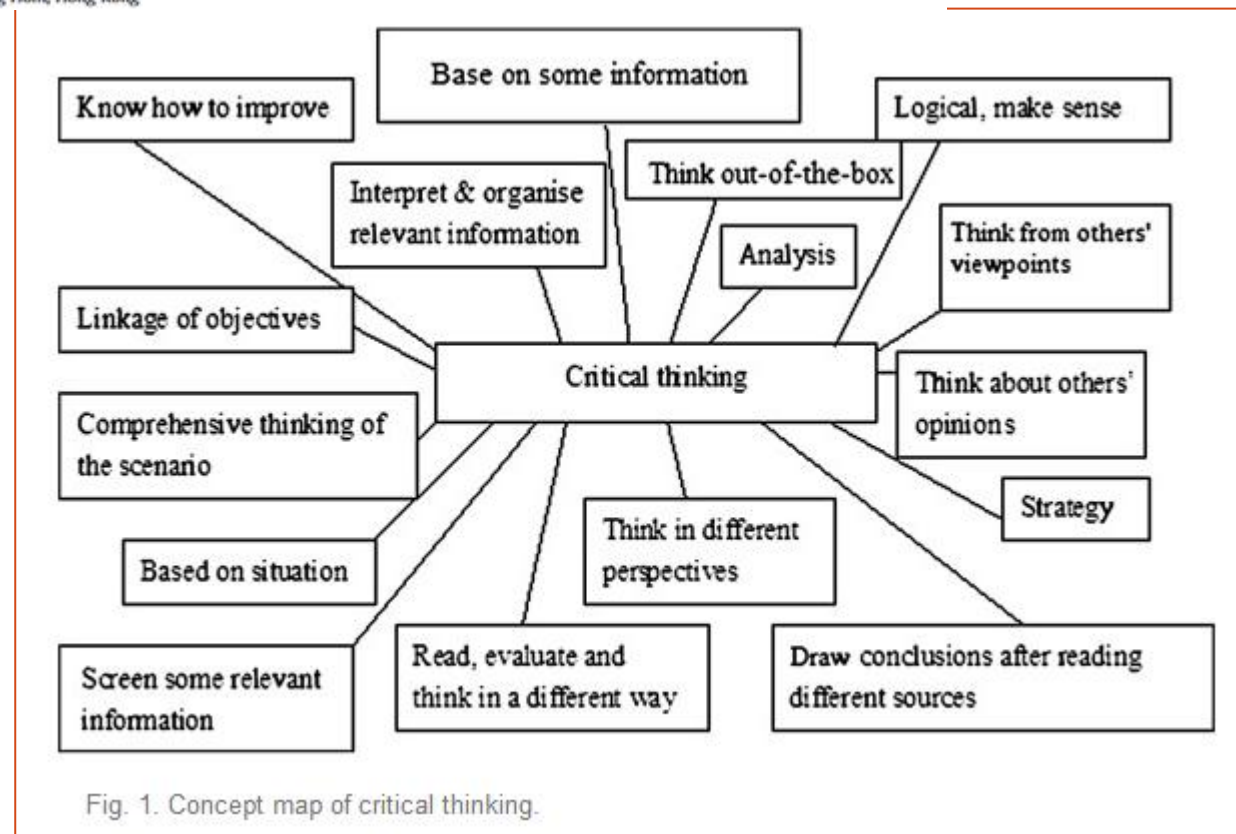 Hong Kong
Base on some information
Know how to improve
Logical, make sense
Think out-of-the-box
Interpret & organise
relevant information
Analysis
Think from others'
viewpoints
Linkage of objectives
Critical thinking
Think about others'
opinions
Comprehensive thinking of
the scenario
Strategy
Think in different
perspectives
Based on situation
Read, evaluate and
think in a different way
Draw conclusions after reading
different sources
Screen some relevant
information
Fig. 1. Concept map of critical thinking.